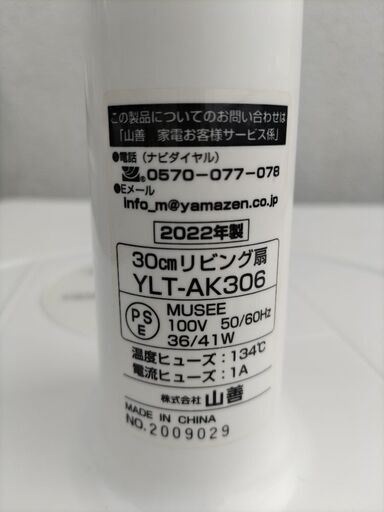 この製品についてのお問い合わせは
「山善 家電お客様サービス係」
●電話（ナビダイヤル）
0570-077-078
●Eメール
info_m@yamazen.co.jp
2022年製
30cmリビング扇
YLT-AK306
PS
E
MUSEE
100V 50/60Hz
36/41W
温度ヒューズ：134℃
電流ヒューズ：1A
株式会社 山善
MADE IN CHINA
NO.2009029